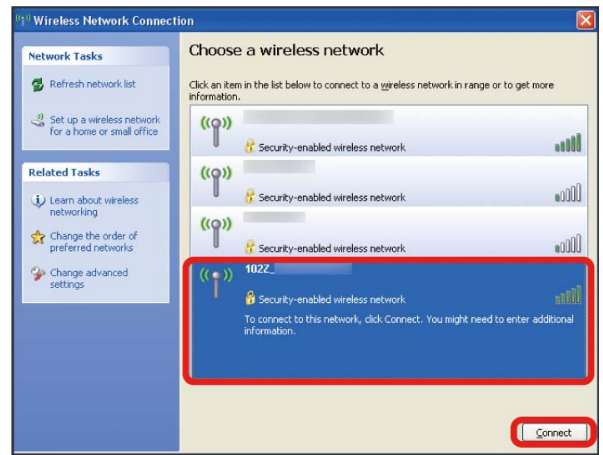 Wireless Network Connection
Network Tasks
Refresh network list
Set up a wireless network
for a home or small office
Related Tasks
Learn about wireless
networking
Change the order of
preferred networks
Change advanced
settings
Choose a wireless network
Click an item in the list below to connect to a wireless network in range or to get more
information.
Security-enabled wireless network
Security-enabled wireless network
Security-enabled wireless network
102Z_
Security-enabled wireless network
To connect to this network, click Connect. You might need to enter additional
information.
Connect